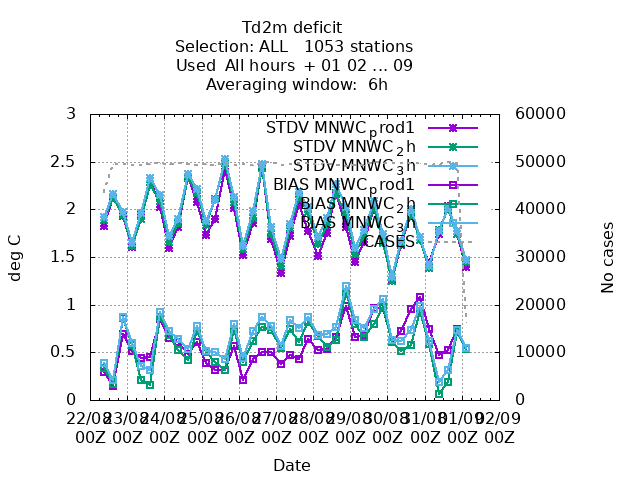 Td2m deficit
Selection: ALL   1053 stations
Used  All hours  + 01 02 ... 09
Averaging window:  6h
3
2.5
2
1.5
1
0.5
0
60000
50000
40000
30000
20000
10000
0
deg C
No cases
STDV MNWC_prod1
STDV MNWC_2h
STDV MNWC_3h
BIAS MNWC_prod1
BIAS MNWC_2h
BIAS MNWC_3h
CASES
22/08 23/08 24/08 25/08 26/08 27/08 28/08 29/08 30/08 31/08 01/09 02/09
00Z 00Z 00Z 00Z 00Z 00Z 00Z 00Z 00Z 00Z 00Z 00Z
Date